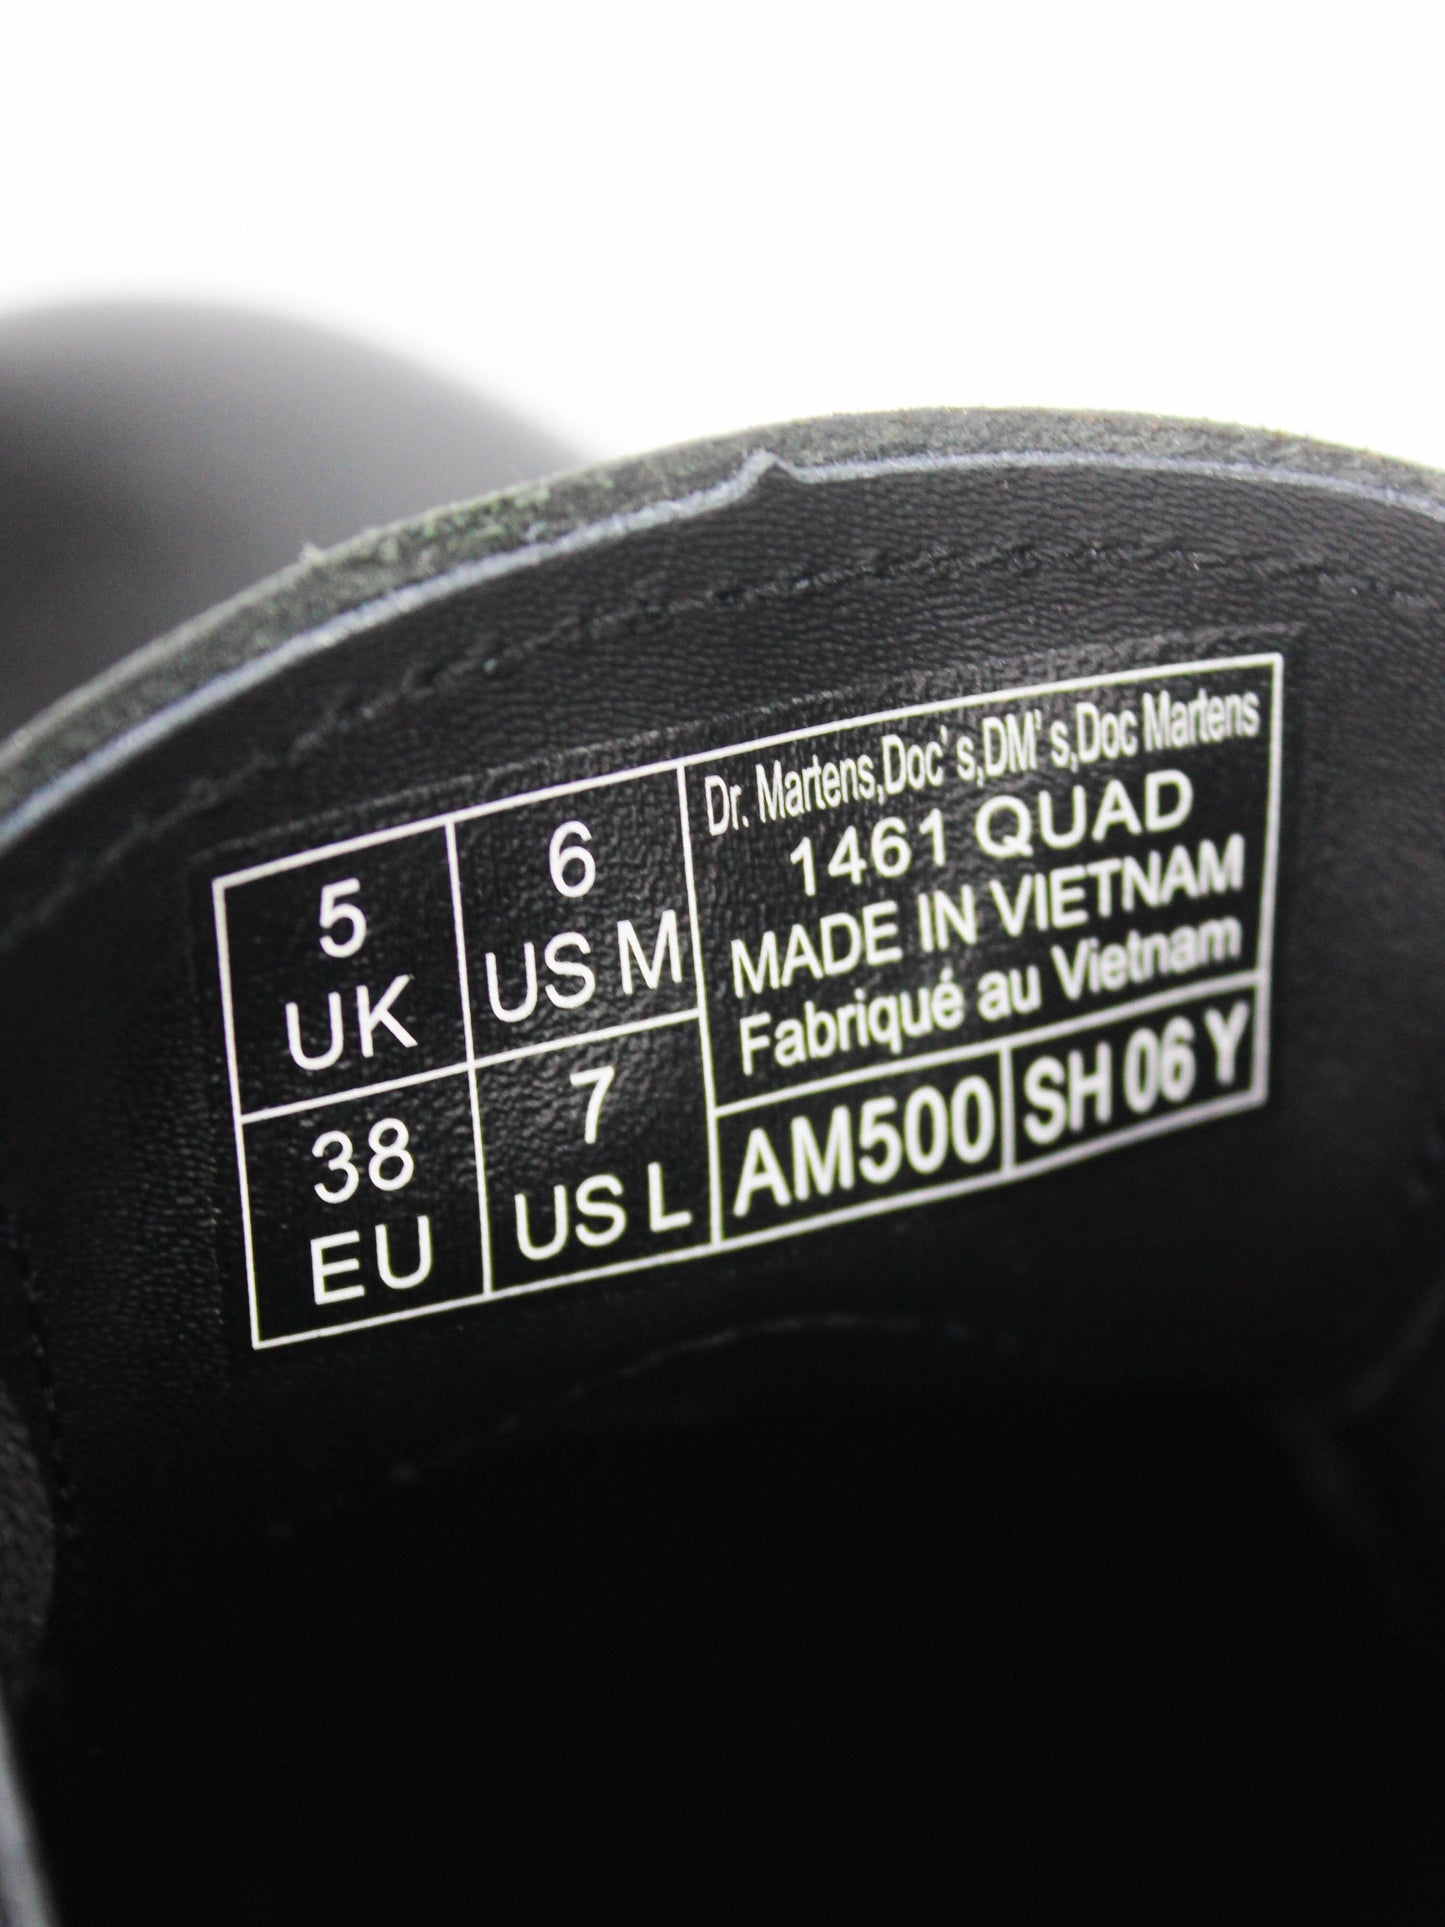 5
UK
6
US M
38
EU
7
US L
Dr. Martens,Doc's,DM's,Doc Martens
1461 QUAD
MADE IN VIETNAM
Fabriqué au Vietnam
AM500
SH 06 Y